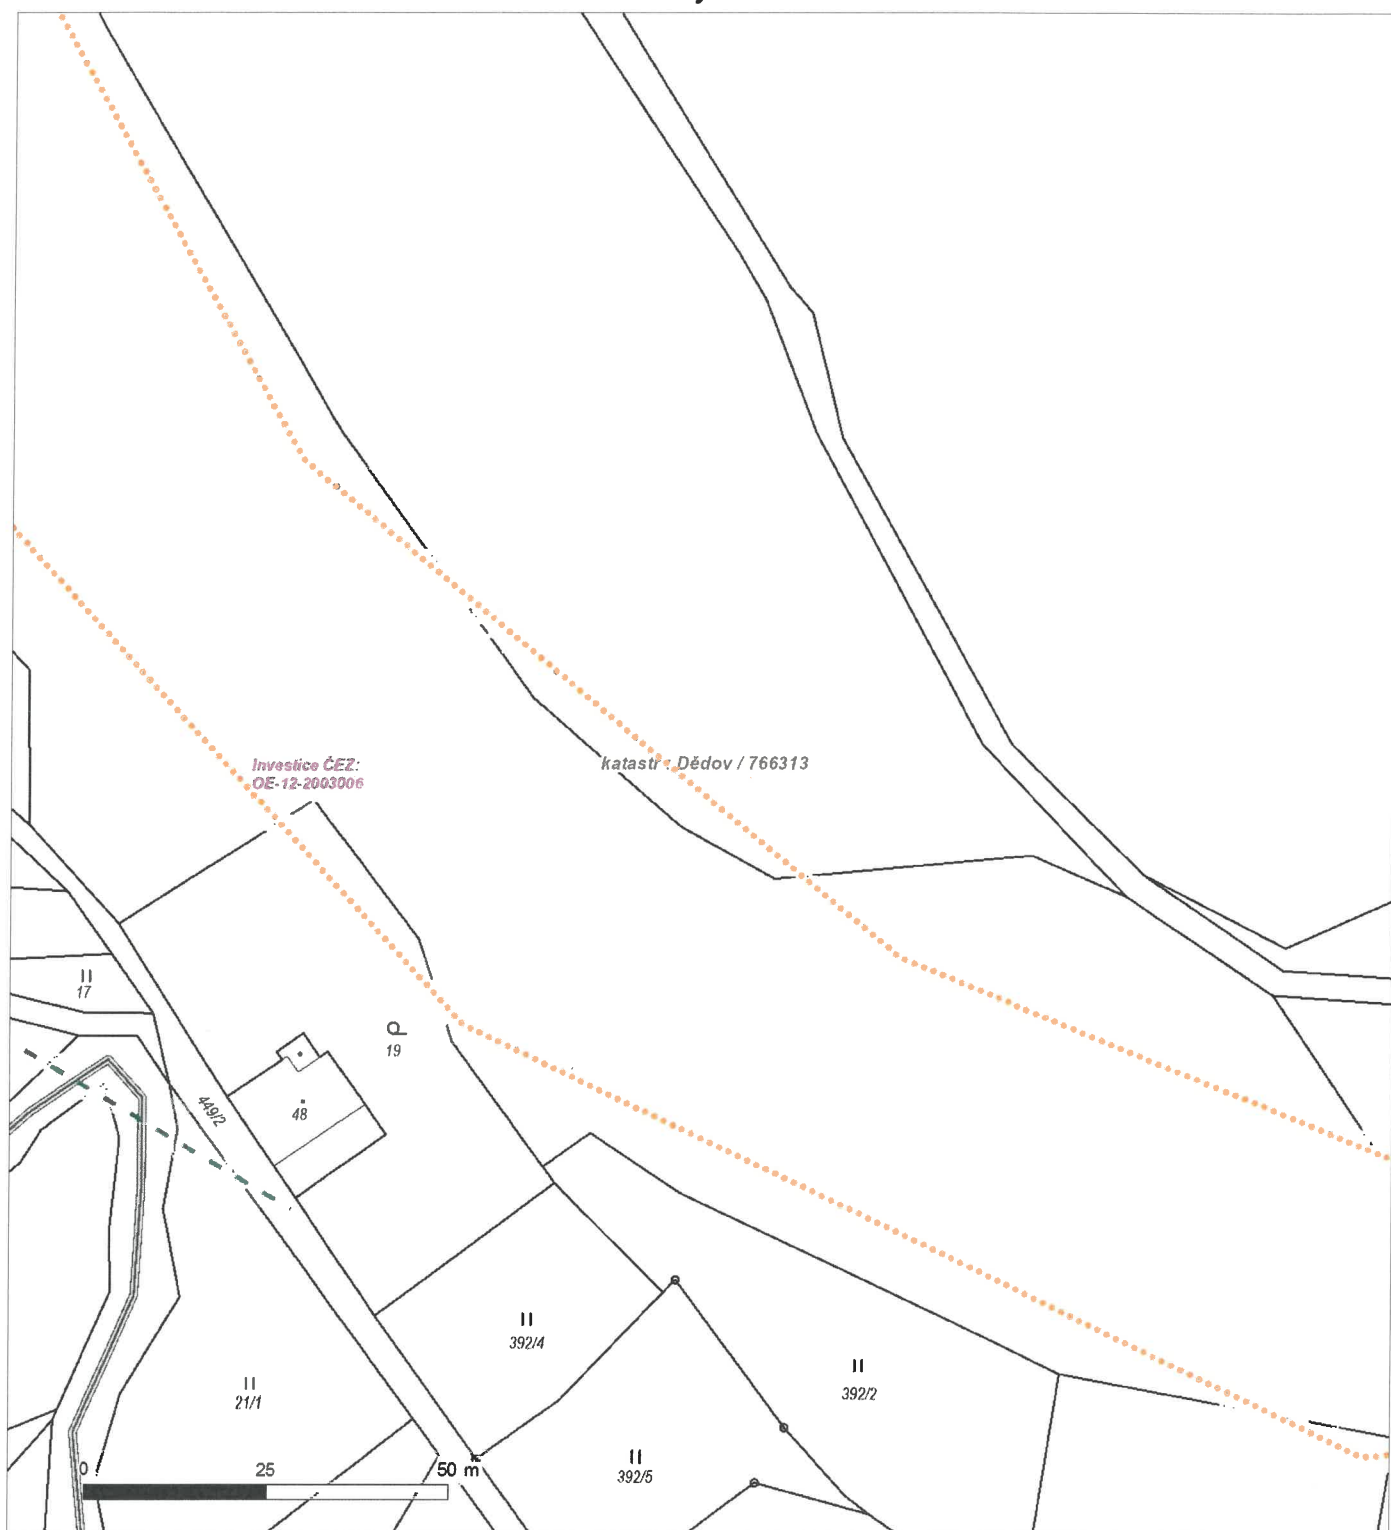 Investice ČEZ:
OE-12-2003006
katastr : Dědov / 766313
17
19
449/2
48
392/4
392/2
21/1
392/5
0 25 50 m